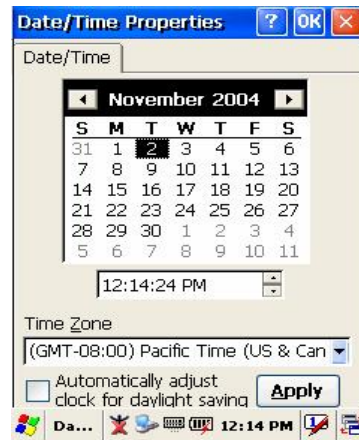 Date/Time Properties ? OK ×
Date/Time
November 2004
S M T W T F S
31 1 2 3 4 5 6
7 8 9 10 11 12 13
14 15 16 17 18 19 20
21 22 23 24 25 26 27
28 29 30 1 2 3 4
5 6 7 8 9 10 11
12:14:24 PM
Time Zone
(GMT-08:00) Pacific Time (US & Can
Automatically adjust
clock for daylight saving
Apply
Da... 12:14 PM